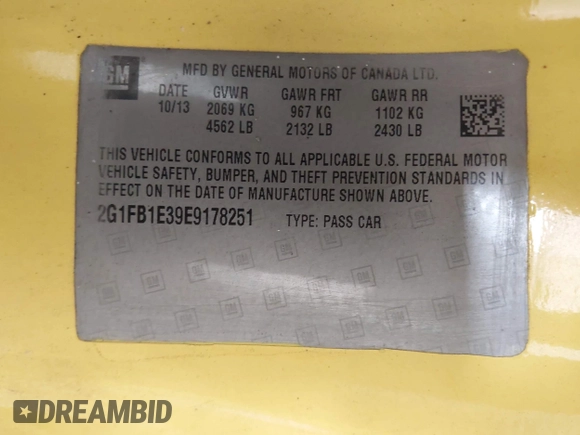 GM MFD BY GENERAL MOTORS OF CANADA LTD.
DATE GVWR GAWR FRT GAWR RR
10/13 2069 KG 967 KG 1102 KG
4562 LB 2132 LB 2430 LB
THIS VEHICLE CONFORMS TO ALL APPLICABLE U.S. FEDERAL MOTOR
VEHICLE SAFETY, BUMPER, AND THEFT PREVENTION STANDARDS IN
EFFECT ON THE DATE OF MANUFACTURE SHOWN ABOVE.
2G1FB1E39E9178251 TYPE: PASS CAR
DREAMBID